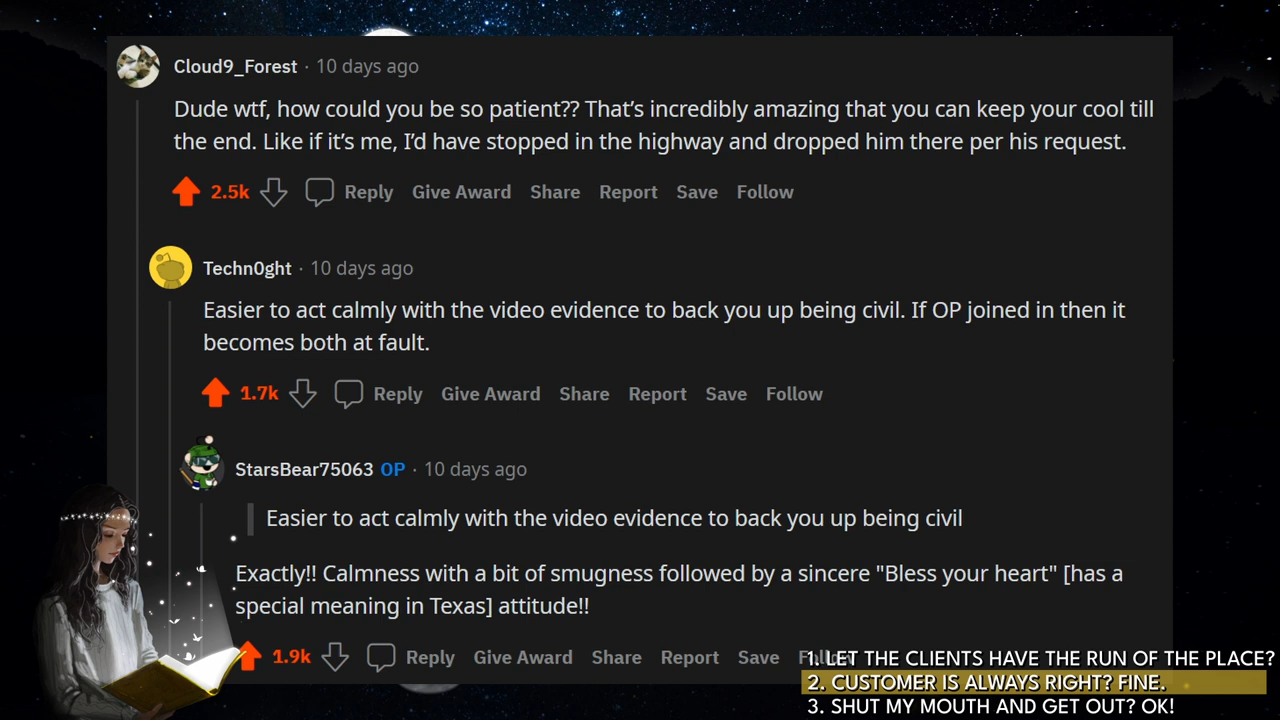 Cloud9_Forest · 10 days ago
Dude wtf, how could you be so patient?? That's incredibly amazing that you can keep your cool till
the end. Like if it's me, I'd have stopped in the highway and dropped him there per his request.
2.5k Reply Give Award Share Report Save Follow
Techn0ght · 10 days ago
Easier to act calmly with the video evidence to back you up being civil. If OP joined in then it
becomes both at fault.
1.7k Reply Give Award Share Report Save Follow
StarsBear75063 OP · 10 days ago
Easier to act calmly with the video evidence to back you up being civil
Exactly!! Calmness with a bit of smugness followed by a sincere "Bless your heart" [has a
special meaning in Texas] attitude!!
1.9k Reply Give Award Share Report Save Follow
1. LET THE CLIENTS HAVE THE RUN OF THE PLACE?
2. CUSTOMER IS ALWAYS RIGHT? FINE.
3. SHUT MY MOUTH AND GET OUT? OK!